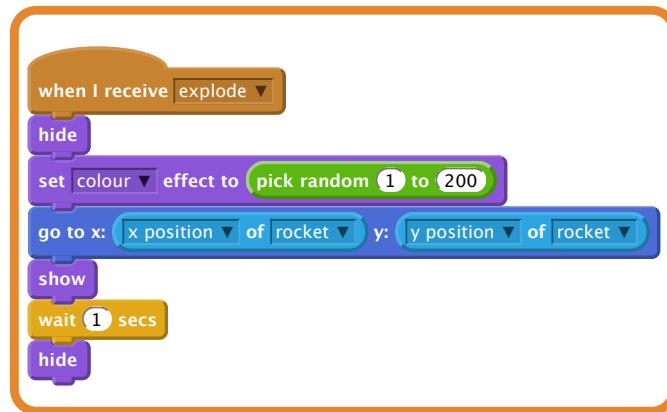 when I receive explode
hide
set colour effect to pick random 1 to 200
go to x: x position of rocket y: y position of rocket
show
wait 1 secs
hide